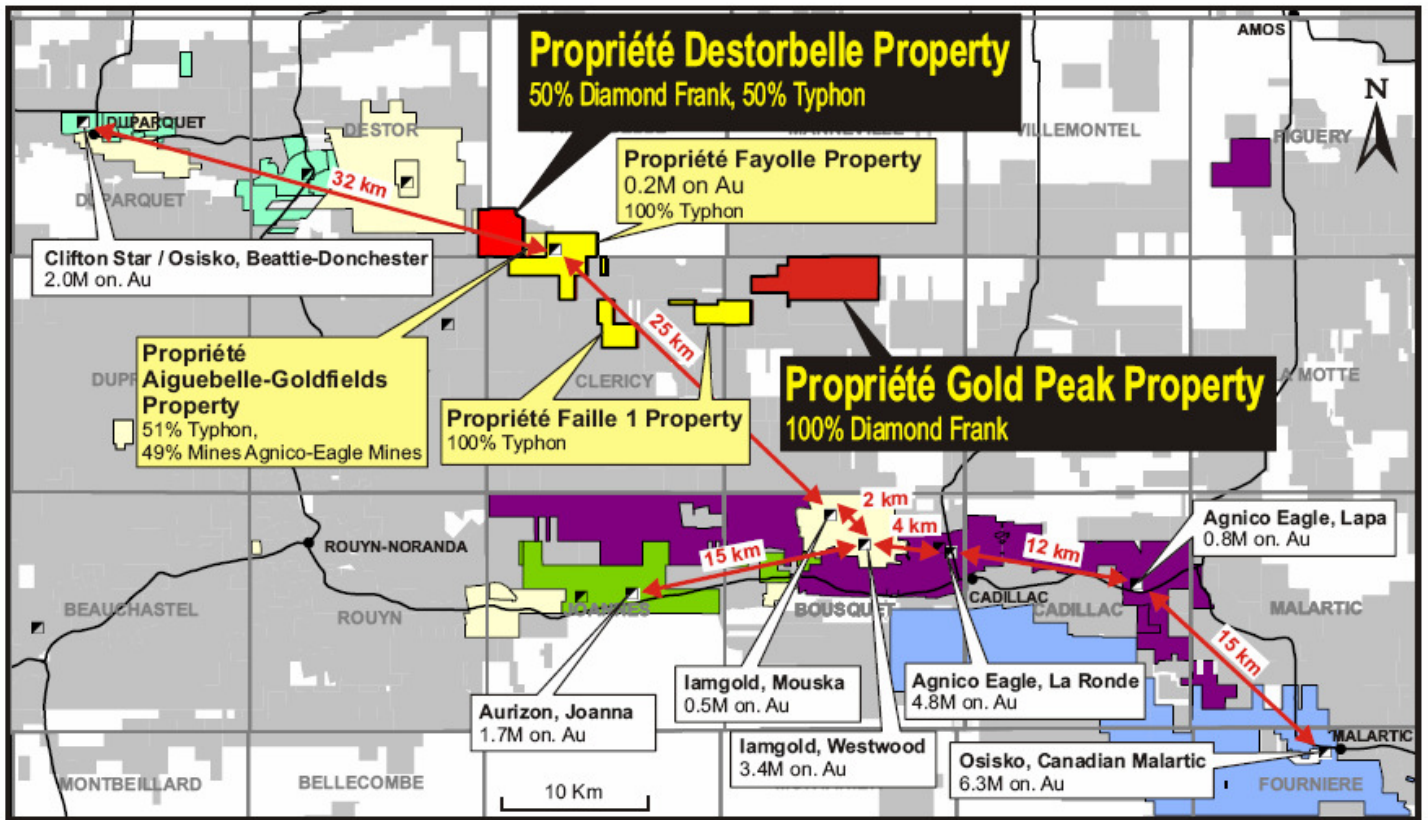 Propriété Destorbelle Property
50% Diamond Frank, 50% Typhon
AMOS
N
DUPARQUET
DESTOR
MANNEVILLE
VILLEMONTEL
FIGUERY
Propriété Fayolle Property
0.2M on Au
100% Typhon
32 km
DUPARQUET
Clifton Star / Osisko, Beattie-Donchester
2.0M on. Au
25 km
Propriété
Aiguebelle-Goldfields
Property
51% Typhon,
49% Mines Agnico-Eagle Mines
CLERICY
Propriété Faille 1 Property
100% Typhon
Propriété Gold Peak Property
100% Diamond Frank
LA MOTTE
2 km
4 km
Agnico Eagle, Lapa
0.8M on. Au
ROUYN-NORANDA
15 km
12 km
CADILLAC
BEAUCHASTEL
ROUYN
JOANNES
BOUSQUET
CADILLAC
MALARTIC
15 km
Iamgold, Mouska
0.5M on. Au
Agnico Eagle, La Ronde
4.8M on. Au
Aurizon, Joanna
1.7M on. Au
Iamgold, Westwood
3.4M on. Au
Osisko, Canadian Malartic
6.3M on. Au
MALARTIC
MONTBEILLARD
BELLECOMBE
10 Km
FOURNIERE